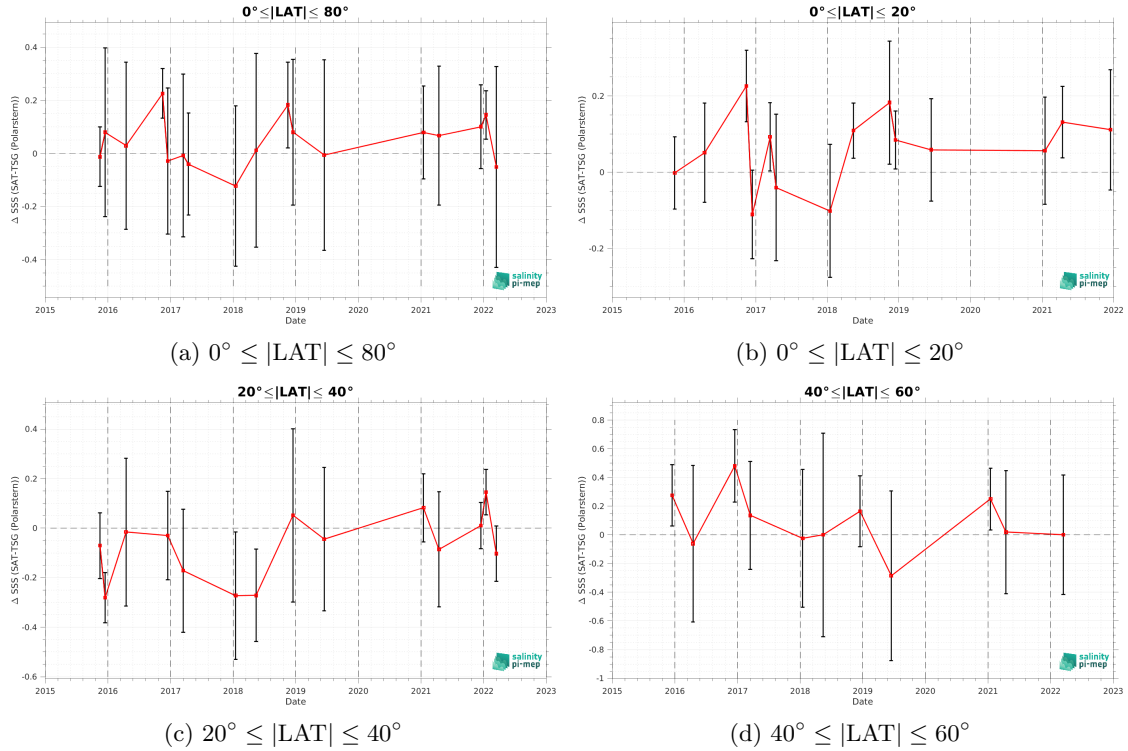 0°≤|LAT|≤ 80°
Δ SSS (SAT-TSG (Polarstern))
0.4
0.2
0
-0.2
-0.4
2015 2016 2017 2018 2019 2020 2021 2022 2023
Date
salinity
pi-mep
(a) 0° ≤ |LAT| ≤ 80°
0°≤|LAT|≤ 20°
Δ SSS (SAT-TSG (Polarstern))
0.2
0
-0.2
2015 2016 2017 2018 2019 2020 2021 2022
Date
salinity
pi-mep
(b) 0° ≤ |LAT| ≤ 20°
20°≤|LAT|≤ 40°
Δ SSS (SAT-TSG (Polarstern))
0.4
0.2
0
-0.2
-0.4
-0.6
2015 2016 2017 2018 2019 2020 2021 2022 2023
Date
salinity
pi-mep
(c) 20° ≤ |LAT| ≤ 40°
40°≤|LAT|≤ 60°
Δ SSS (SAT-TSG (Polarstern))
0.8
0.6
0.4
0.2
0
-0.2
-0.4
-0.6
-0.8
-1
2015 2016 2017 2018 2019 2020 2021 2022 2023
Date
salinity
pi-mep
(d) 40° ≤ |LAT| ≤ 60°